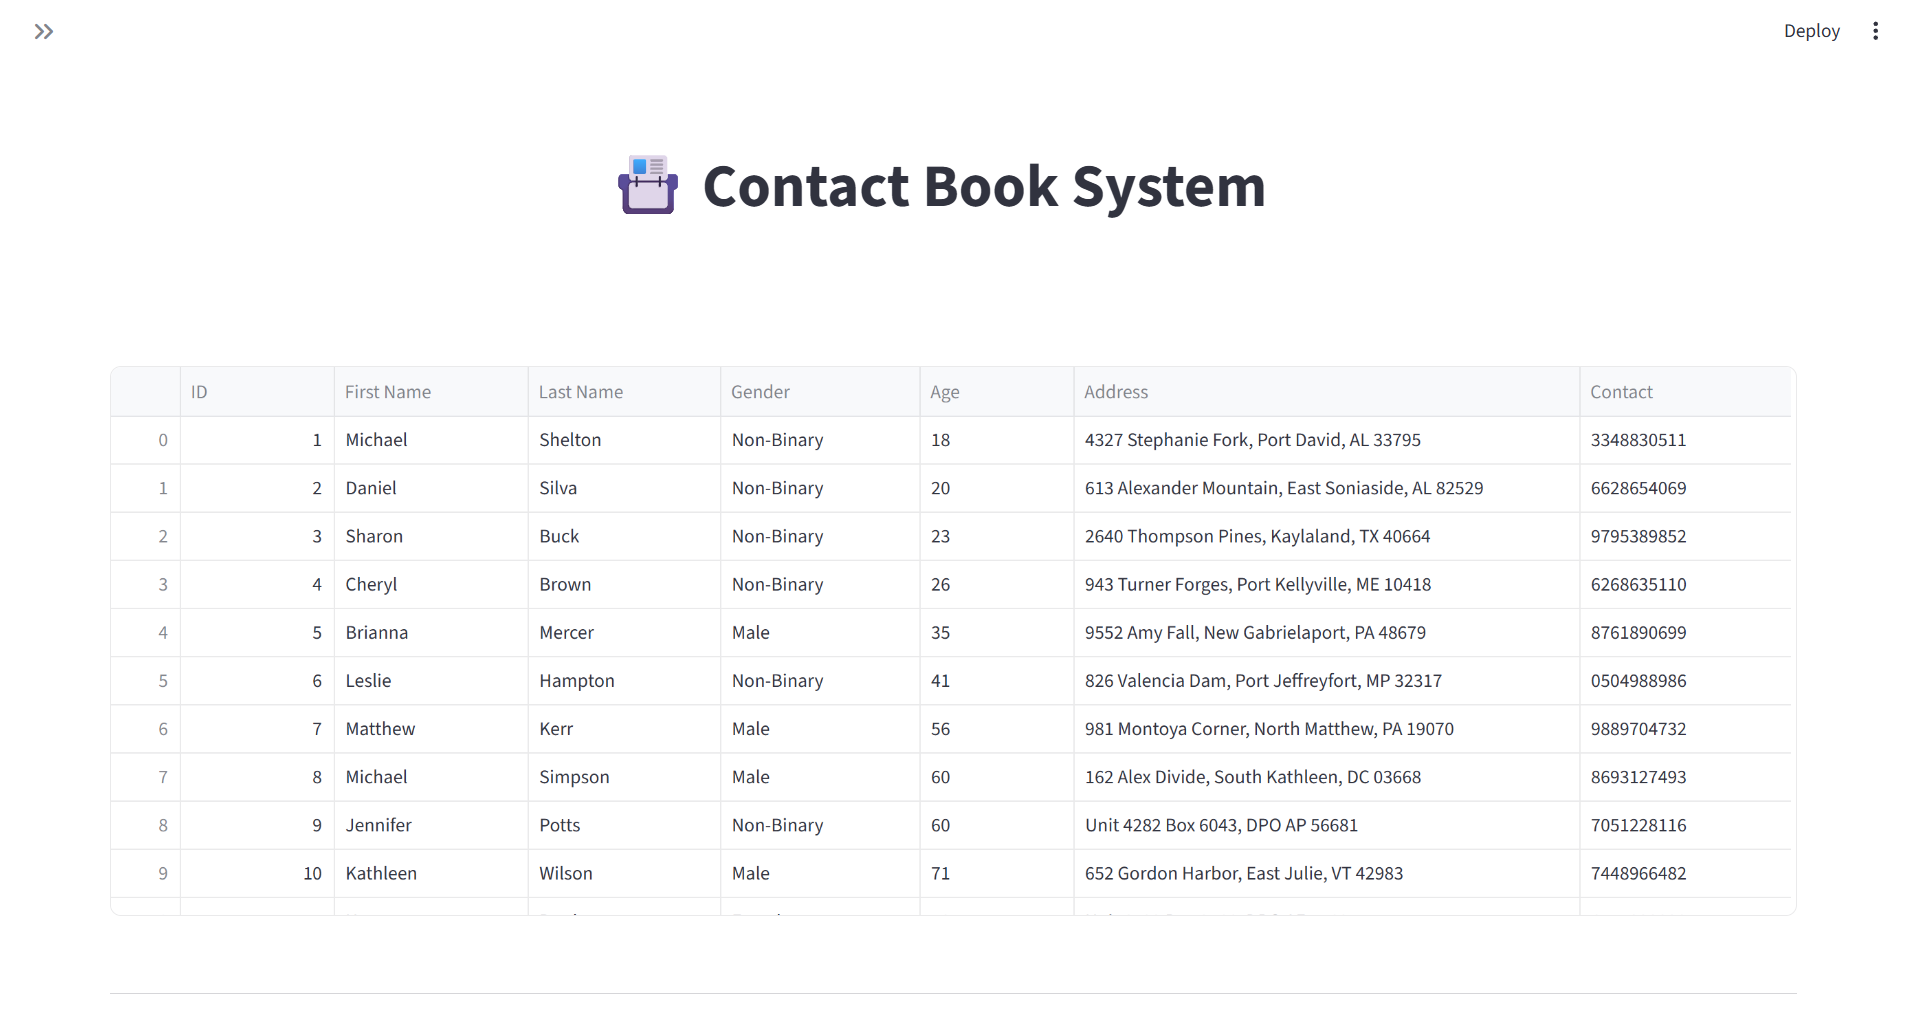 Deploy
Contact Book System
ID First Name Last Name Gender Age Address Contact
0 1 Michael Shelton Non-Binary 18 4327 Stephanie Fork, Port David, AL 33795 3348830511
1 2 Daniel Silva Non-Binary 20 613 Alexander Mountain, East Soniaside, AL 82529 6628654069
2 3 Sharon Buck Non-Binary 23 2640 Thompson Pines, Kaylaland, TX 40664 9795389852
3 4 Cheryl Brown Non-Binary 26 943 Turner Forges, Port Kellyville, ME 10418 6268635110
4 5 Brianna Mercer Male 35 9552 Amy Fall, New Gabrielaport, PA 48679 8761890699
5 6 Leslie Hampton Non-Binary 41 826 Valencia Dam, Port Jeffreyfort, MP 32317 0504988986
6 7 Matthew Kerr Male 56 981 Montoya Corner, North Matthew, PA 19070 9889704732
7 8 Michael Simpson Male 60 162 Alex Divide, South Kathleen, DC 03668 8693127493
8 9 Jennifer Potts Non-Binary 60 Unit 4282 Box 6043, DPO AP 56681 7051228116
9 10 Kathleen Wilson Male 71 652 Gordon Harbor, East Julie, VT 42983 7448966482